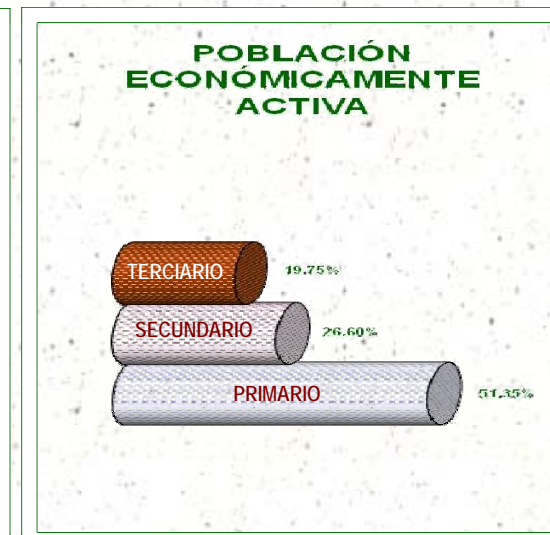 POBLACIÓN
ECONÓMICAMENTE
ACTIVA
TERCIARIO 19.75%
SECUNDARIO 26.60%
PRIMARIO 51.35%